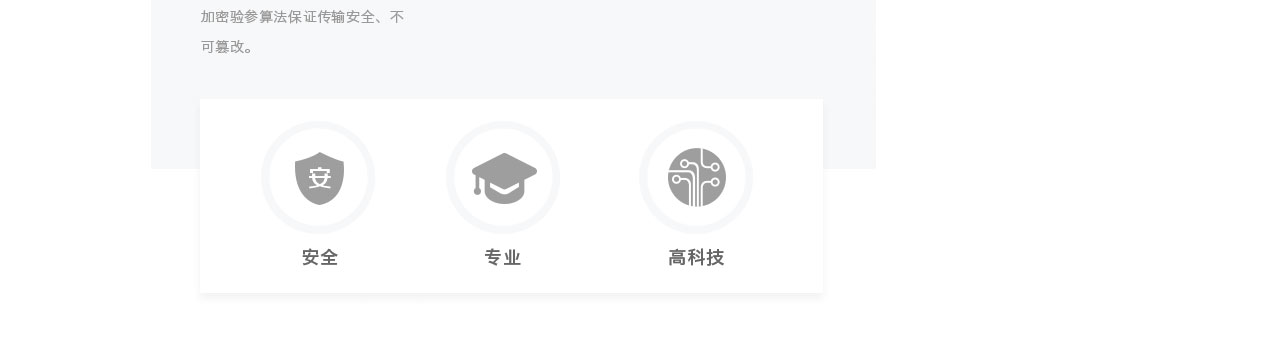 加密验参算法保证传输安全、不
可篡改。
安
安全
专业
高科技